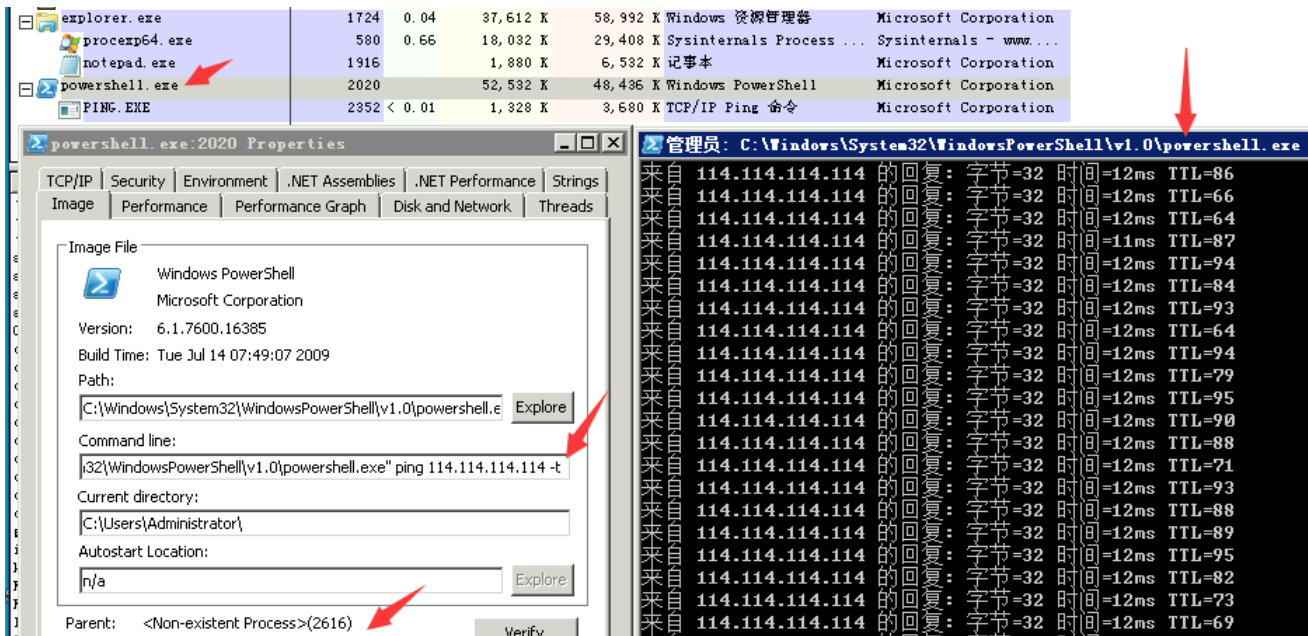 explorer.exe 1724 0.04 37,612 K 58,992 K Windows 资源管理器 Microsoft Corporation
procexp64.exe 580 0.66 18,032 K 29,408 K Sysinternals Process ... Sysinternals - www....
notepad.exe 1916 1,880 K 6,532 K 记事本 Microsoft Corporation
powershell.exe 2020 52,532 K 48,436 K Windows PowerShell Microsoft Corporation
PING.EXE 2352 < 0.01 1,328 K 3,680 K TCP/IP Ping 命令 Microsoft Corporation
powershell.exe:2020 Properties
TCP/IP Security Environment .NET Assemblies .NET Performance Strings
Image Performance Performance Graph Disk and Network Threads
Image File
Windows PowerShell
Microsoft Corporation
Version: 6.1.7600.16385
Build Time: Tue Jul 14 07:49:07 2009
Path:
C:\Windows\System32\WindowsPowerShell\v1.0\powershell.e Explore
Command line:
32\WindowsPowerShell\v1.0\powershell.exe" ping 114.114.114.114 -t
Current directory:
C:\Users\Administrator\
Autostart Location:
n/a Explore
Parent: <Non-existent Process>(2616) Verify
管理员: C:\Windows\System32\WindowsPowerShell\v1.0\powershell.exe
来自 114.114.114.114 的回复: 字节=32 时间=12ms TTL=86
来自 114.114.114.114 的回复: 字节=32 时间=12ms TTL=66
来自 114.114.114.114 的回复: 字节=32 时间=12ms TTL=64
来自 114.114.114.114 的回复: 字节=32 时间=11ms TTL=87
来自 114.114.114.114 的回复: 字节=32 时间=12ms TTL=94
来自 114.114.114.114 的回复: 字节=32 时间=12ms TTL=84
来自 114.114.114.114 的回复: 字节=32 时间=12ms TTL=93
来自 114.114.114.114 的回复: 字节=32 时间=12ms TTL=64
来自 114.114.114.114 的回复: 字节=32 时间=12ms TTL=94
来自 114.114.114.114 的回复: 字节=32 时间=12ms TTL=79
来自 114.114.114.114 的回复: 字节=32 时间=12ms TTL=95
来自 114.114.114.114 的回复: 字节=32 时间=12ms TTL=90
来自 114.114.114.114 的回复: 字节=32 时间=12ms TTL=88
来自 114.114.114.114 的回复: 字节=32 时间=12ms TTL=71
来自 114.114.114.114 的回复: 字节=32 时间=12ms TTL=93
来自 114.114.114.114 的回复: 字节=32 时间=12ms TTL=88
来自 114.114.114.114 的回复: 字节=32 时间=12ms TTL=89
来自 114.114.114.114 的回复: 字节=32 时间=12ms TTL=95
来自 114.114.114.114 的回复: 字节=32 时间=12ms TTL=82
来自 114.114.114.114 的回复: 字节=32 时间=12ms TTL=73
来自 114.114.114.114 的回复: 字节=32 时间=12ms TTL=69